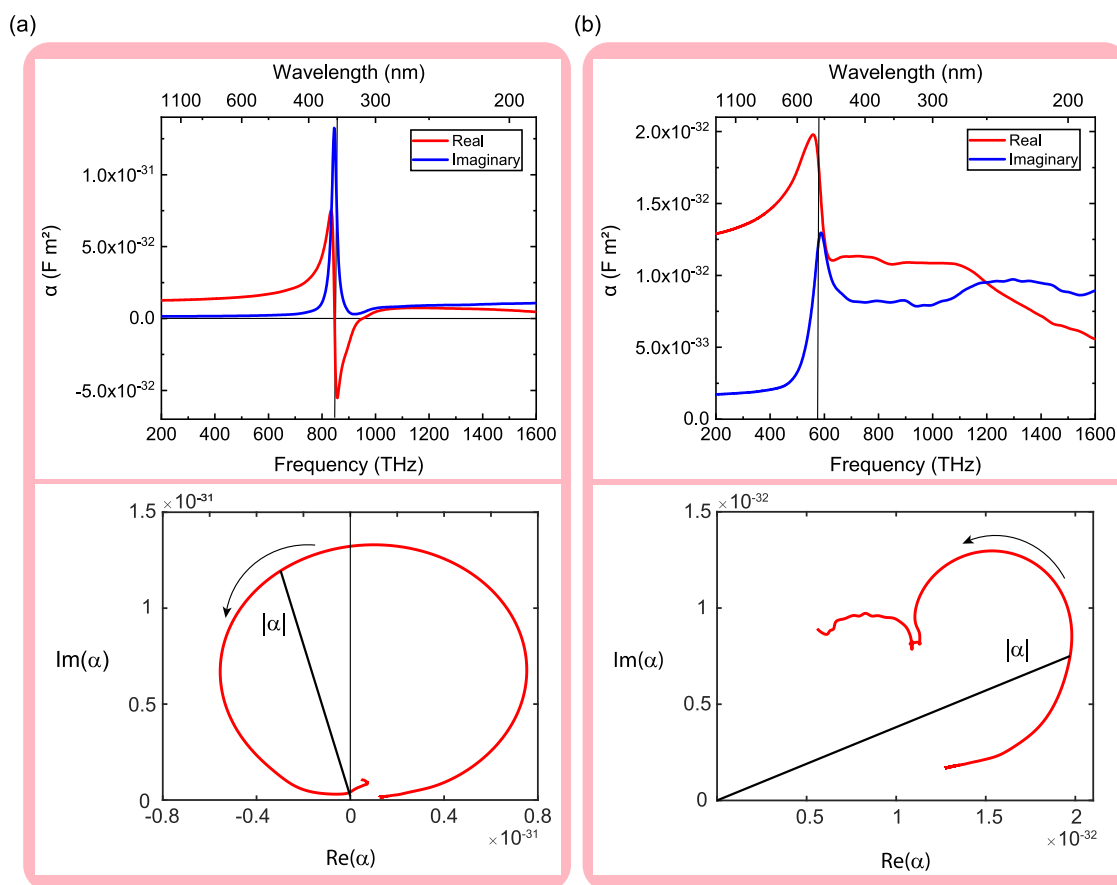 (a)
Wavelength (nm)
1100 600 400 300 200
Real
Imaginary
1.0x10⁻³¹
5.0x10⁻³²
0.0
-5.0x10⁻³²
α (F m²)
200 400 600 800 1000 1200 1400 1600
Frequency (THz)
×10⁻³¹
1.5
1
0.5
0
Im(α)
|α|
-0.8 -0.4 0 0.4 0.8
×10⁻³¹
Re(α)
(b)
Wavelength (nm)
1100 600 400 300 200
Real
Imaginary
2.0x10⁻³²
1.5x10⁻³²
1.0x10⁻³²
5.0x10⁻³³
0.0
α (F m²)
200 400 600 800 1000 1200 1400 1600
Frequency (THz)
×10⁻³²
1.5
1
0.5
0
Im(α)
|α|
0.5 1 1.5 2
×10⁻³²
Re(α)